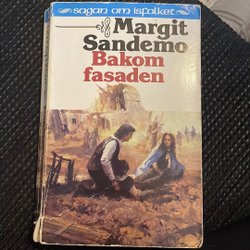 sagan om isfolket
Margit
Sandemo
Bakom
fasaden